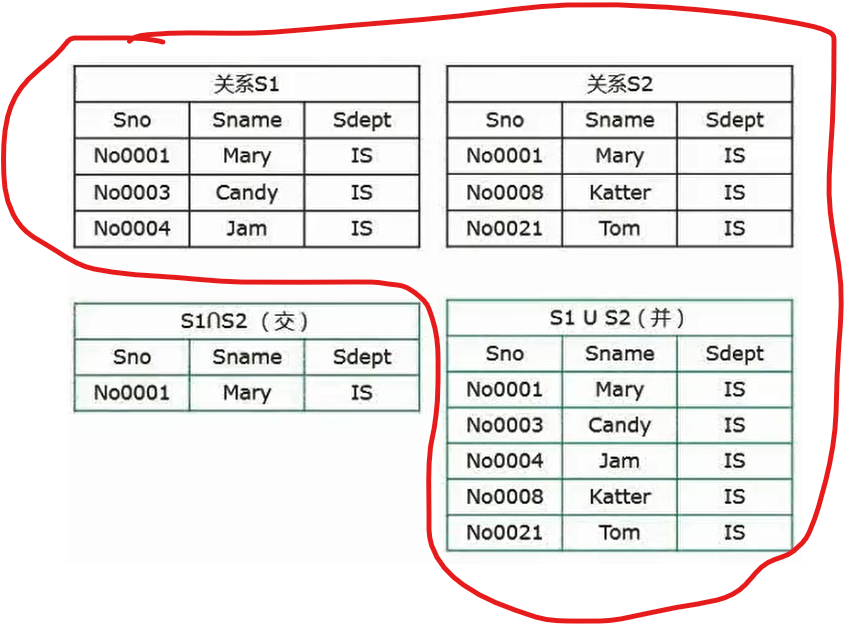 关系S1
Sno Sname Sdept
No0001 Mary IS
No0003 Candy IS
No0004 Jam IS
关系S2
Sno Sname Sdept
No0001 Mary IS
No0008 Katter IS
No0021 Tom IS
S1∩S2（交）
Sno Sname Sdept
No0001 Mary IS
S1 U S2（并）
Sno Sname Sdept
No0001 Mary IS
No0003 Candy IS
No0004 Jam IS
No0008 Katter IS
No0021 Tom IS